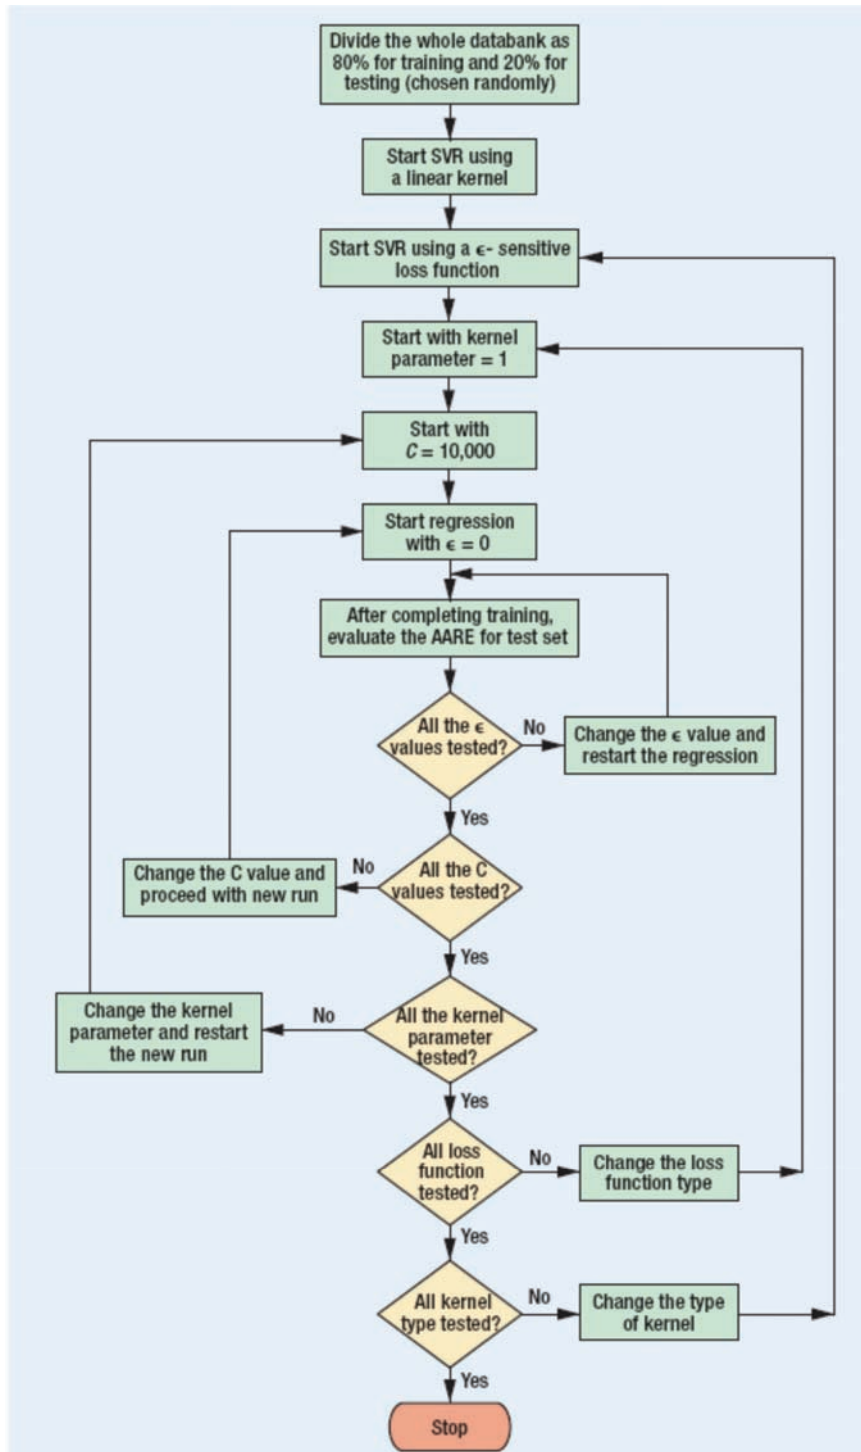 Divide the whole databank as
80% for training and 20% for
testing (chosen randomly)
Start SVR using
a linear kernel
Start SVR using a ϵ- sensitive
loss function
Start with kernel
parameter = 1
Start with
C = 10,000
Start regression
with ϵ = 0
After completing training,
evaluate the AARE for test set
All the ϵ
values tested?
No
Change the ϵ value and
restart the regression
Yes
All the C
values tested?
No
Change the C value and
proceed with new run
Yes
All the kernel
parameter
tested?
No
Change the kernel
parameter and restart
the new run
Yes
All loss
function
tested?
No
Change the loss
function type
Yes
All kernel
type tested?
No
Change the type
of kernel
Yes
Stop